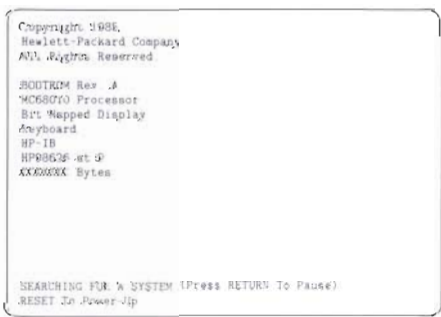 Copyright 198
Hewlett-Packard Company
All Rights Reserved
BOOTROM Rev. A
MC68010 Processor
Bit Mapped Display
Keyboard
HP-IB
HP98626 at 9
XXXXXXX Bytes
SEARCHING FOR A SYSTEM (Press RETURN To Pause)
RESET To Power-Up